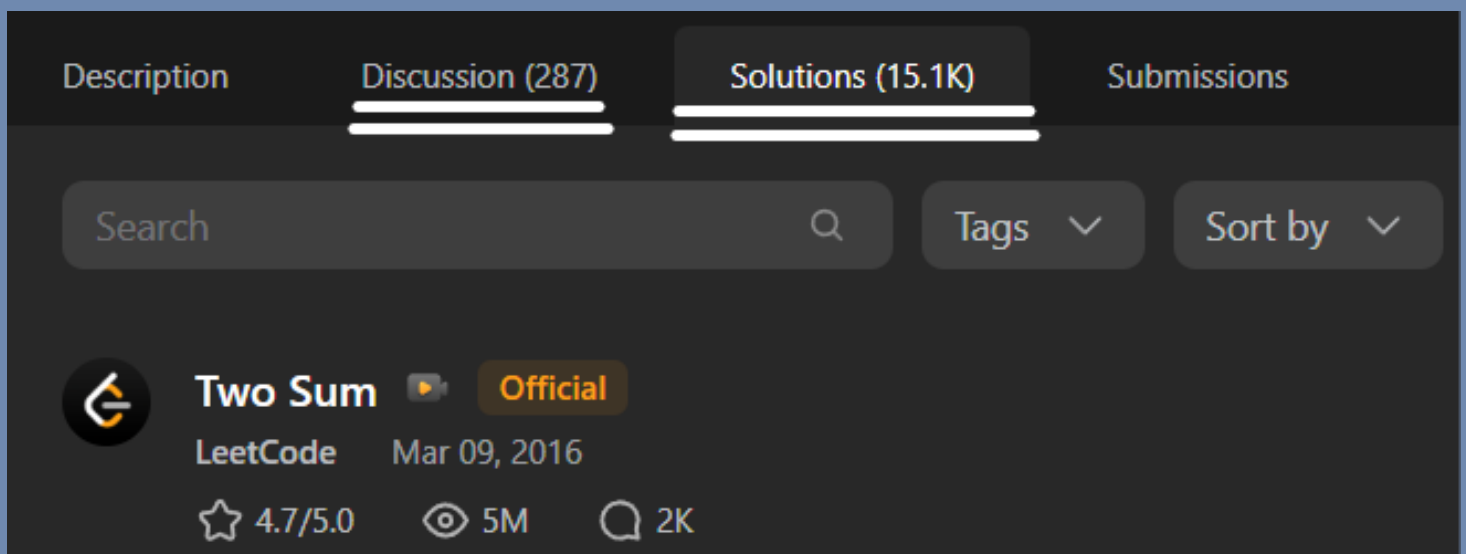 Description Discussion (287) Solutions (15.1K) Submissions
Search Tags Sort by
Two Sum Official
LeetCode Mar 09, 2016
4.7/5.0 5M 2K